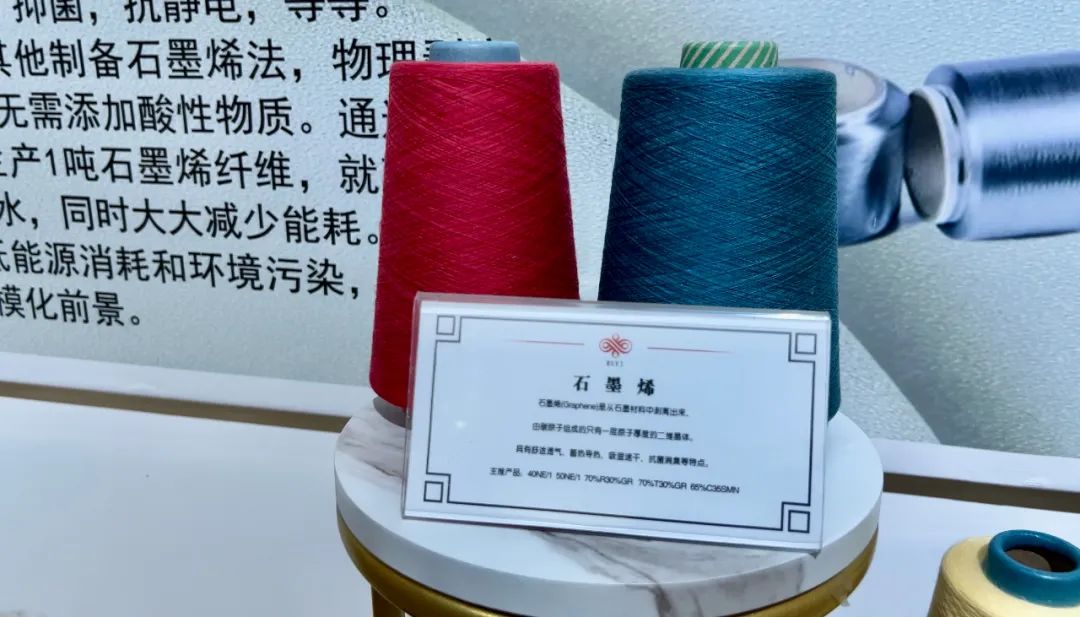 抑菌，抗静电，等等。
其他制备石墨烯法，物理
无需添加酸性物质。通
产1吨石墨烯纤维，就
水，同时大大减少能耗。
低能源消耗和环境污染，
模化前景。
RUYI
石墨烯
石墨烯(Graphene)是从石墨材料中剥离出来、
由碳原子组成的只有一层原子厚度的二维晶体。
具有舒适透气、蓄热导热、吸湿速干、抗菌消臭等特点。
主推产品：40NE/1 50NE/1 70%R30%GR 70%T30%GR 65%C35SMN